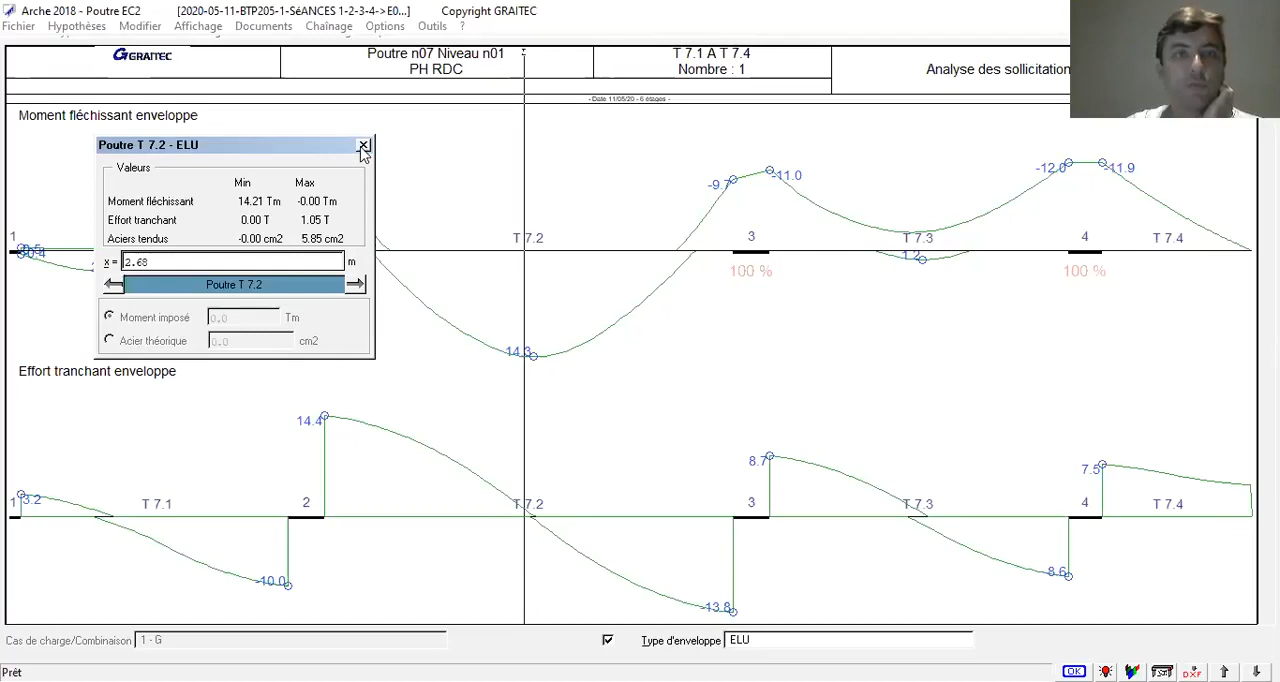 Arche 2018 - Poutre EC2 [2020-05-11-BTP205-1-SéANCES 1-2-3-4->E0...] Copyright GRAITEC
Fichier Hypothèses Modifier Affichage Documents Chaînage Options Outils ?
GRAITEC
Poutre n07 Niveau n01
PH RDC
T 7.1 A T 7.4
Nombre : 1
Analyse des sollicitation
- Date 11/05/20 - 6 étages -
Moment fléchissant enveloppe
Poutre T 7.2 - ELU
Valeurs
Min Max
Moment fléchissant 14.21 Tm -0.00 Tm
Effort tranchant 0.00 T 1.05 T
Aciers tendus -0.00 cm2 5.85 cm2
x = 2.68 m
Poutre T 7.2
Moment imposé 0.0 Tm
Acier théorique 0.0 cm2
-9.7 -11.0 -12.0 -11.9
1 T 7.2 3 T 7.3 4 T 7.4
1.2
100 % 100 %
14.3
Effort tranchant enveloppe
14.4
8.7
7.5
1 3.2 T 7.1 2 T 7.2 3 T 7.3 4 T 7.4
-10.0
8.6
-13.8
Cas de charge/Combinaison 1 - G Type d'enveloppe ELU
Prêt OK DXF